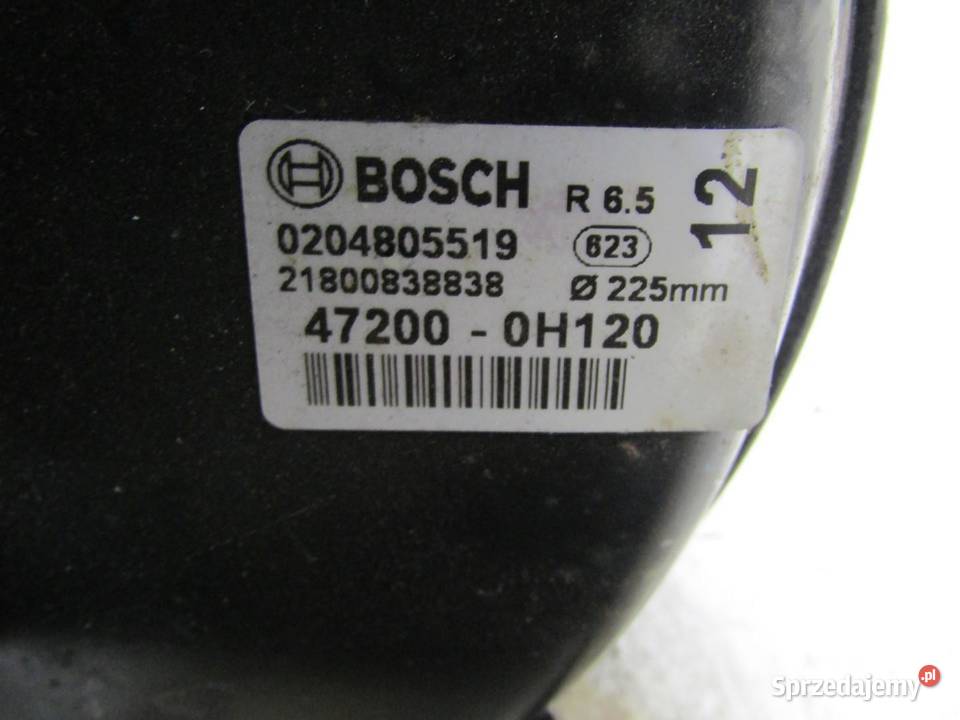 BOSCH R 6.5 12
0204805519 623
21800838838 Ø 225mm
47200 - 0H120
Sprzedajemy.pl